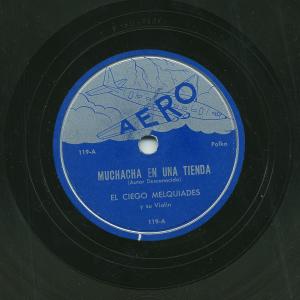 AERO
119-A Polka
MUCHACHA EN UNA TIENDA
(Autor Desconocido)
EL CIEGO MELQUIADES
y su Violin
119-A